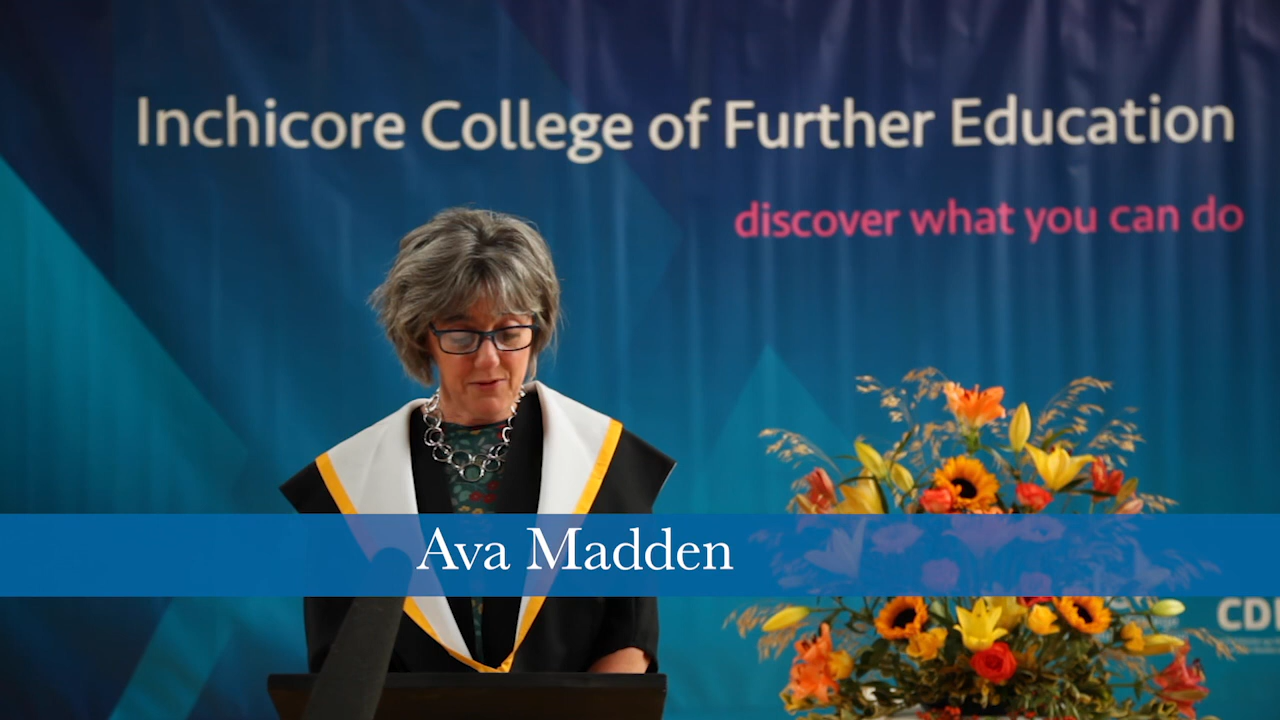 Inchicore College of Further Education
discover what you can do
Ava Madden